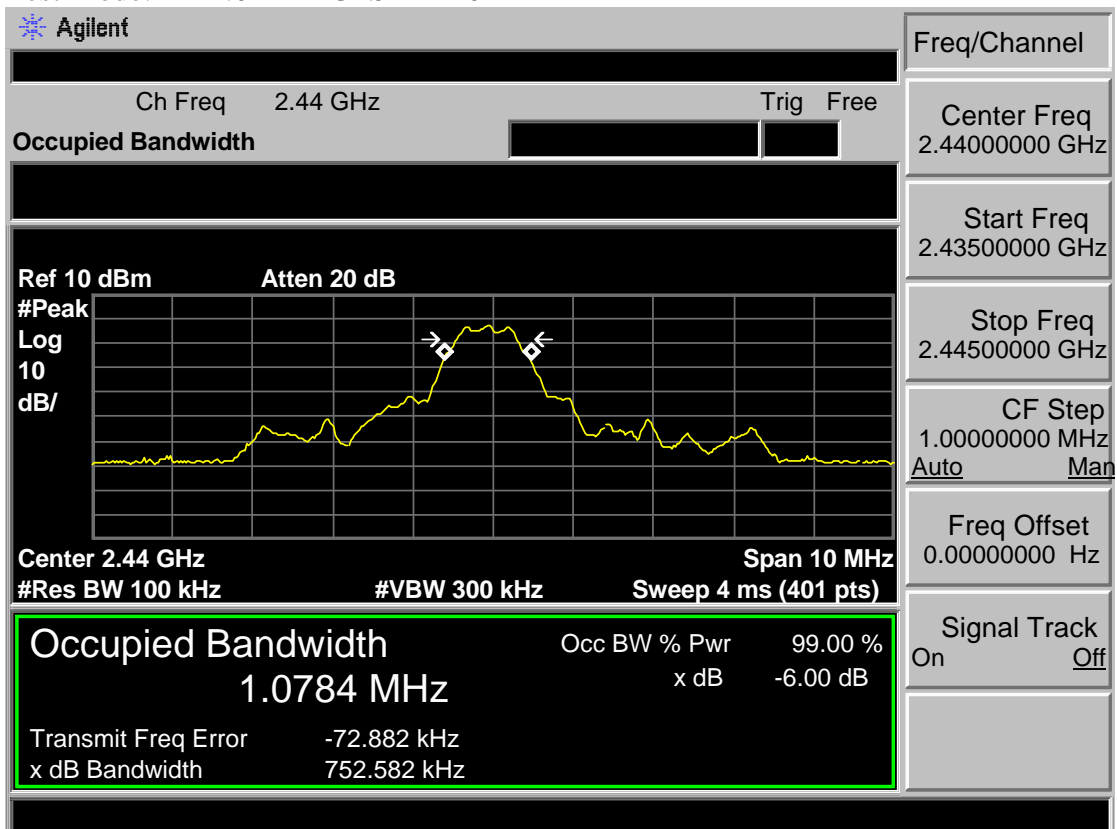 Agilent
Freq/Channel
Ch Freq 2.44 GHz Trig Free
Occupied Bandwidth
Center Freq
2.44000000 GHz
Start Freq
2.43500000 GHz
Stop Freq
2.44500000 GHz
CF Step
1.00000000 MHz
Auto Man
Freq Offset
0.00000000 Hz
Signal Track
On Off
Ref 10 dBm Atten 20 dB
#Peak
Log
10
dB/
Center 2.44 GHz Span 10 MHz
#Res BW 100 kHz #VBW 300 kHz Sweep 4 ms (401 pts)
Occupied Bandwidth Occ BW % Pwr 99.00 %
1.0784 MHz x dB -6.00 dB
Transmit Freq Error -72.882 kHz
x dB Bandwidth 752.582 kHz